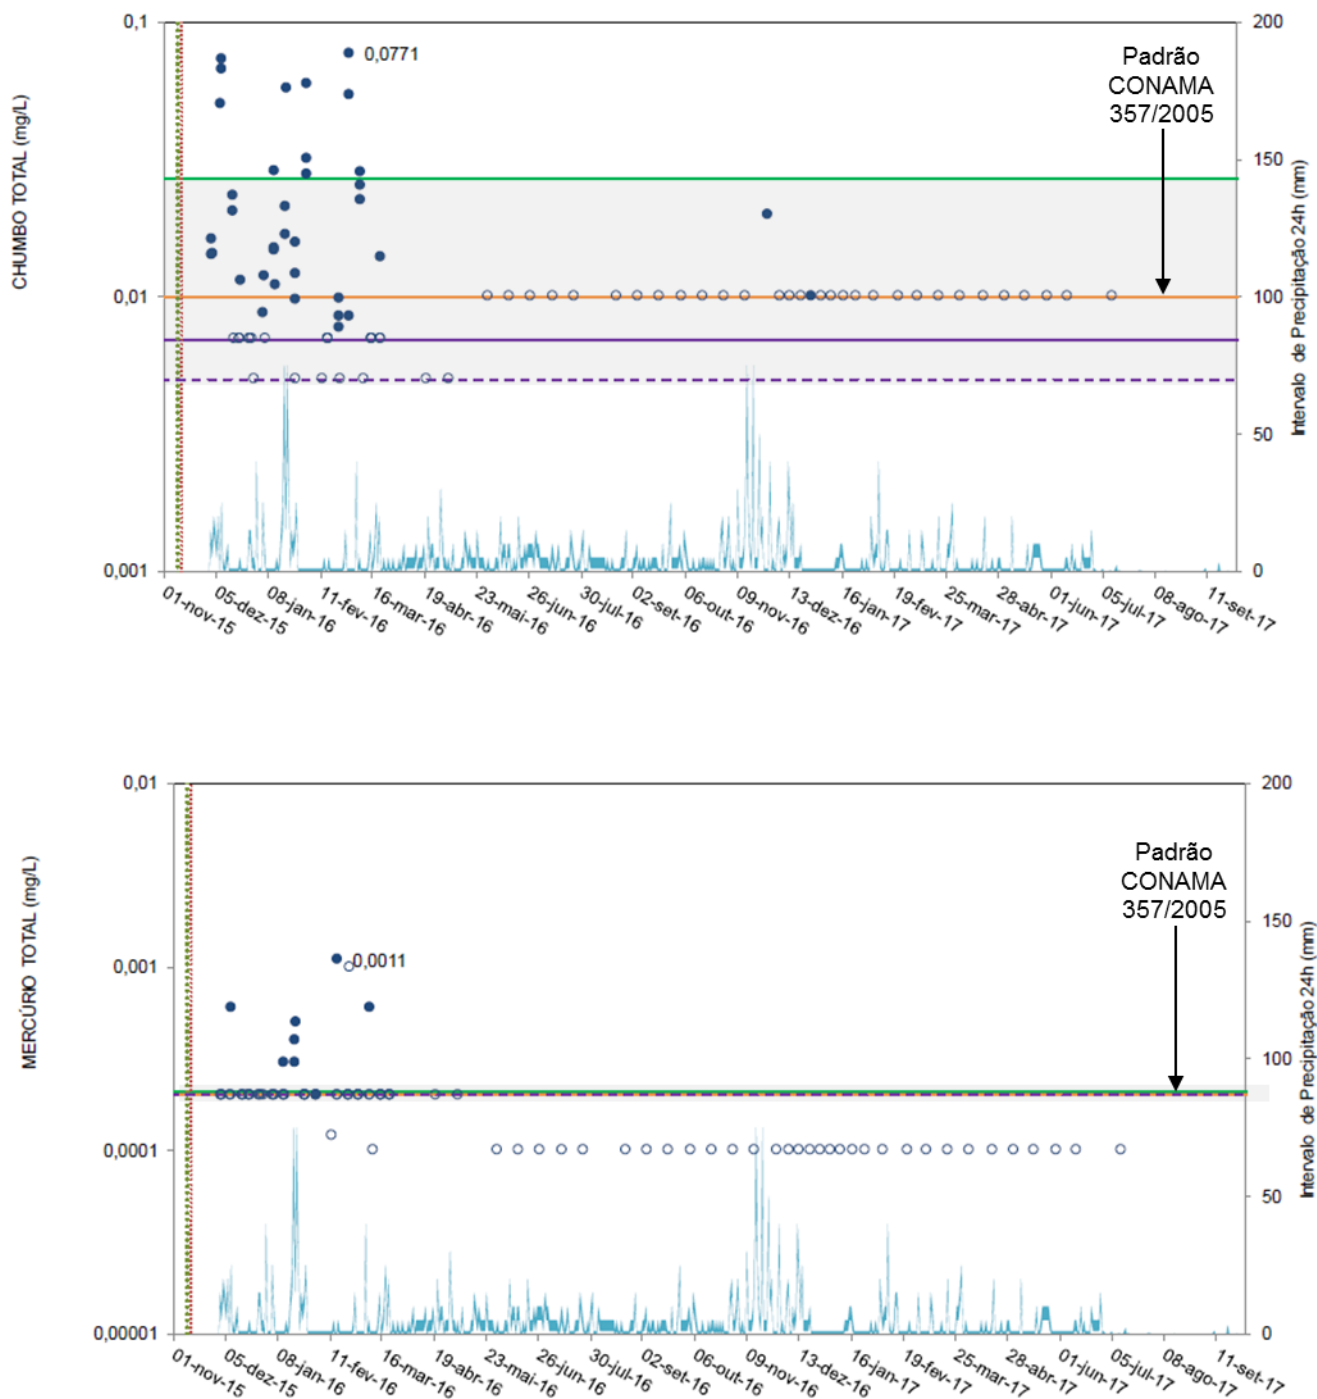 0,1
200
0,0771
Padrão
CONAMA
357/2005
CHUMBO TOTAL (mg/L)
150
0,01
100
Intervalo de Precipitação 24h (mm)
50
0,001
0
01-nov-15
05-dez-15
08-jan-16
11-fev-16
16-mar-16
19-abr-16
23-mai-16
26-jun-16
30-jul-16
02-set-16
06-out-16
09-nov-16
13-dez-16
16-jan-17
19-fev-17
25-mar-17
28-abr-17
01-jun-17
05-jul-17
08-ago-17
11-set-17
0,01
200
Padrão
CONAMA
357/2005
MERCÚRIO TOTAL (mg/L)
150
0,001
0,0011
100
Intervalo de Precipitação 24h (mm)
0,0001
50
0,00001
0
01-nov-15
05-dez-15
08-jan-16
11-fev-16
16-mar-16
19-abr-16
23-mai-16
26-jun-16
30-jul-16
02-set-16
06-out-16
09-nov-16
13-dez-16
16-jan-17
19-fev-17
25-mar-17
28-abr-17
01-jun-17
05-jul-17
08-ago-17
11-set-17